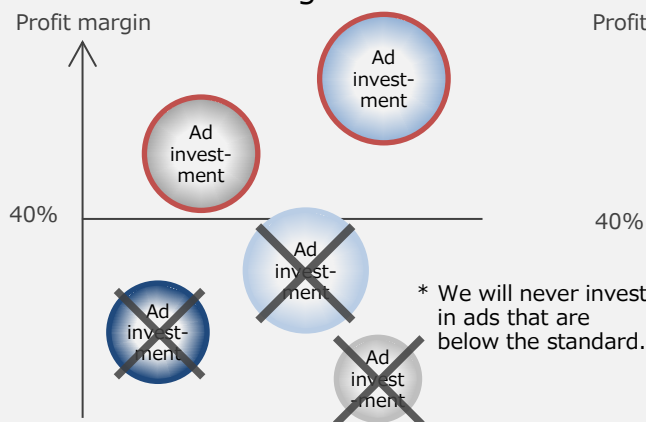 Profit margin
Profit
Ad
invest-
ment
Ad
invest-
ment
40%
40%
Ad
invest-
ment
* We will never invest
in ads that are
below the standard.
Ad
invest-
ment
Ad
invest
-ment